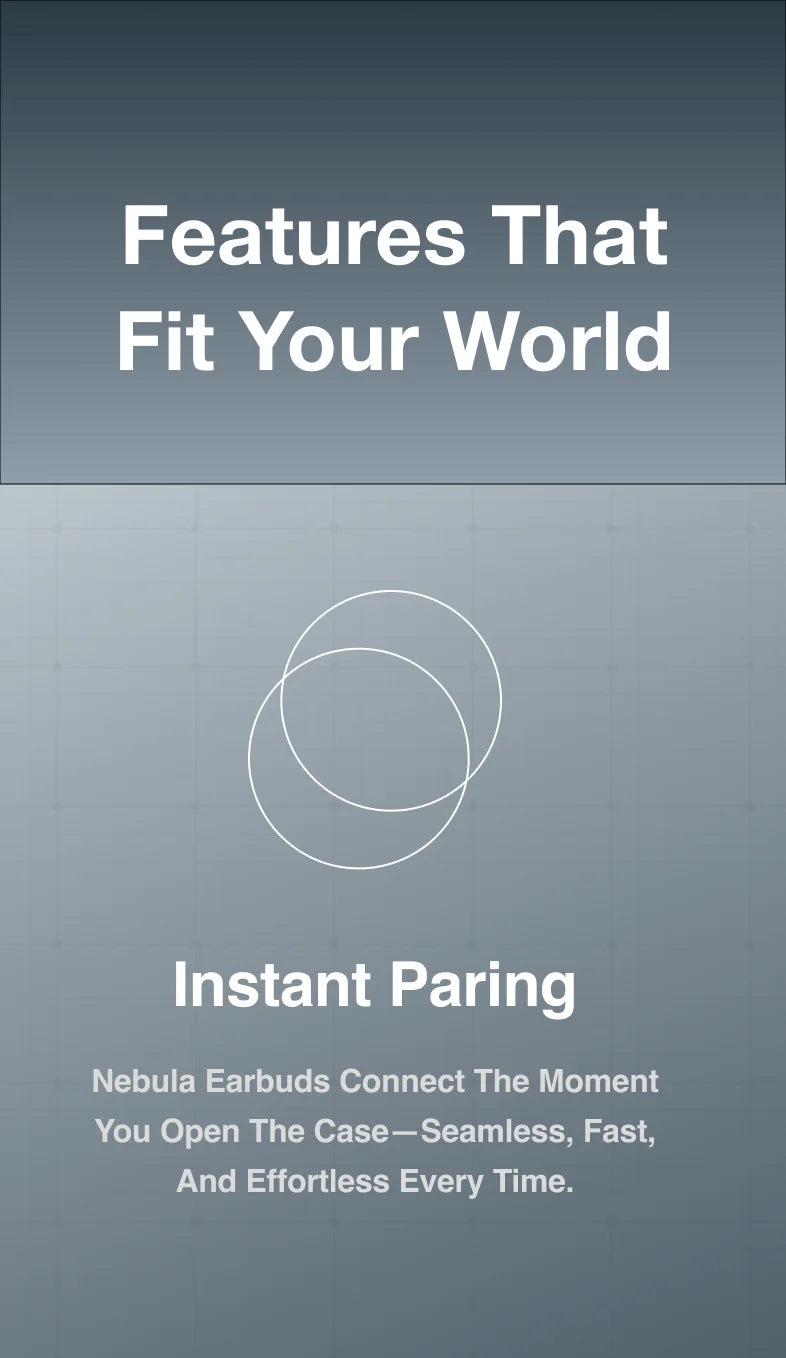 Features That
Fit Your World
Instant Paring
Nebula Earbuds Connect The Moment
You Open The Case—Seamless, Fast,
And Effortless Every Time.